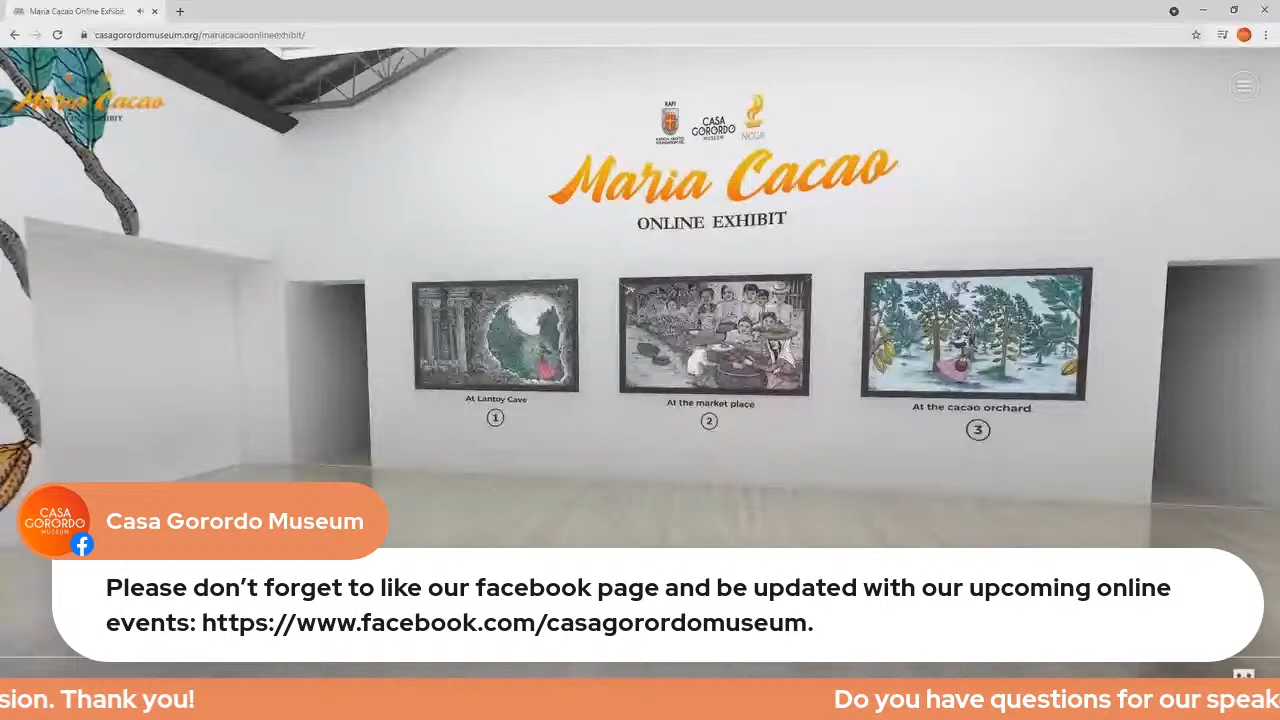 Maria Cacao Online Exhibit
casagorordomuseum.org/mariacacaoonlineexhibit/
Maria Cacao
RAFI
CASA GORORDO MUSEUM
NCCA
Maria Cacao
ONLINE EXHIBIT
At Lantoy Cave
1
At the market place
2
At the cacao orchard
3
CASA
GORORDO
MUSEUM
Casa Gorordo Museum
Please don’t forget to like our facebook page and be updated with our upcoming online
events: https://www.facebook.com/casagorordomuseum.
sion. Thank you!
Do you have questions for our speak